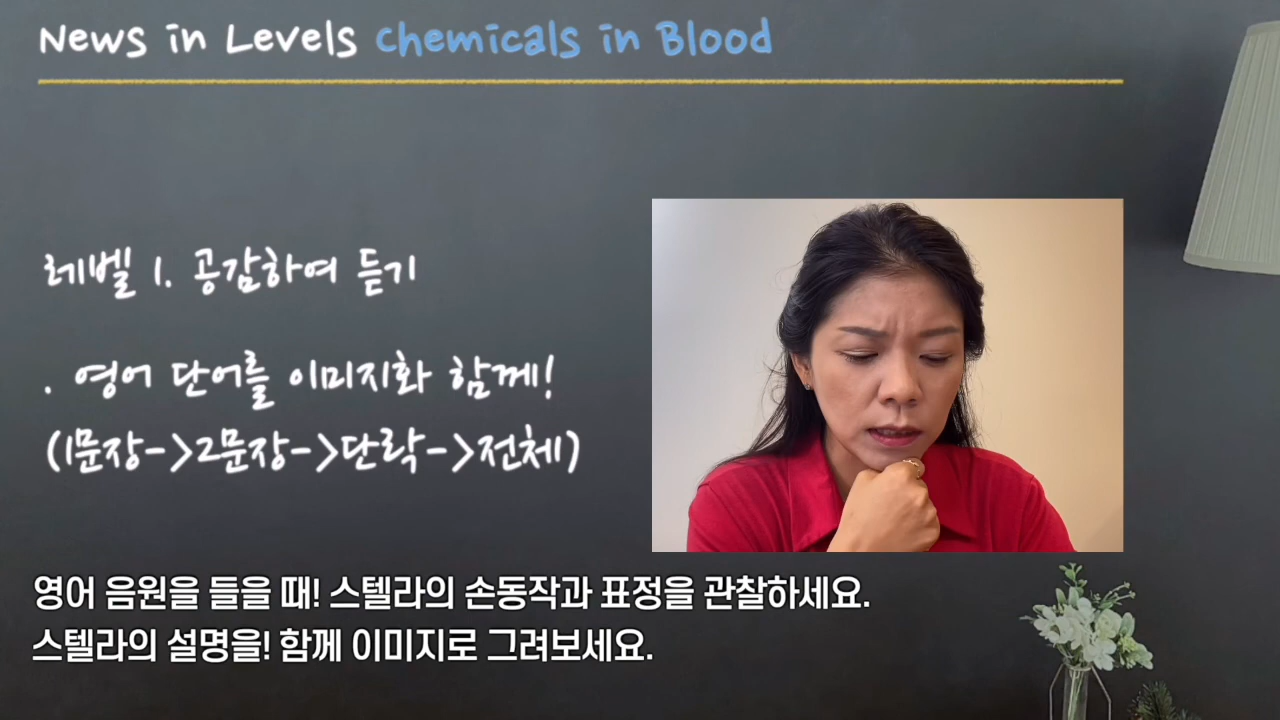 News in Levels Chemicals in Blood
레벨 1. 공감하여 듣기
. 영어 단어를 이미지화 함께!
(1문장->2문장->단락->전체)
영어 음원을 들을 때! 스텔라의 손동작과 표정을 관찰하세요.
스텔라의 설명을! 함께 이미지로 그려보세요.